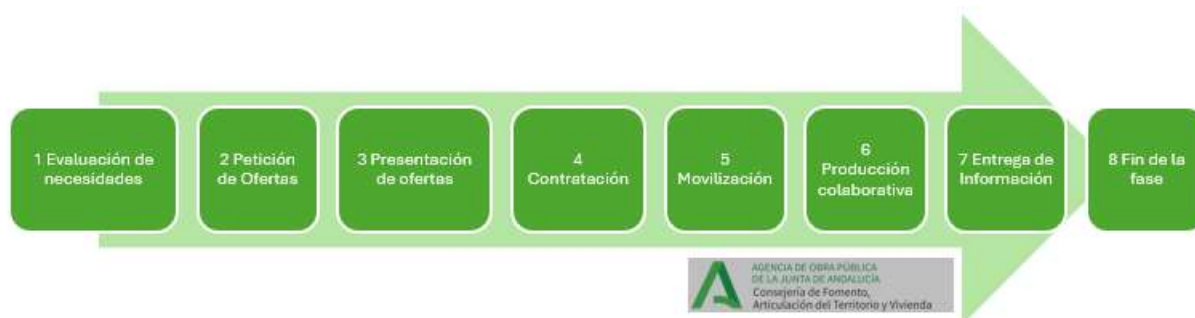 1 Evaluación de
necesidades
2 Petición
de Ofertas
3 Presentación
de ofertas
4
Contratación
5
Movilización
6
Producción
colaborativa
7 Entrega de
Información
8 Fin de la
fase
AGENCIA DE OBRA PÚBLICA
DE LA JUNTA DE ANDALUCÍA
Consejería de Fomento,
Articulación del Territorio y Vivienda